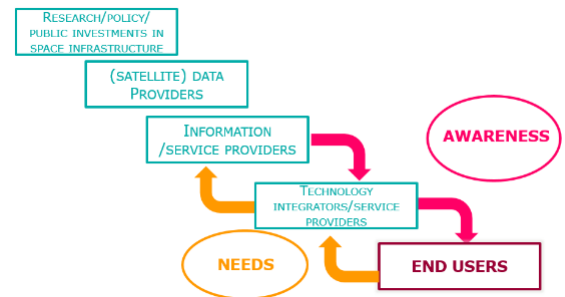 RESEARCH/POLICY/
PUBLIC INVESTMENTS IN
SPACE INFRASTRUCTURE
(SATELLITE) DATA
PROVIDERS
INFORMATION
/SERVICE PROVIDERS
AWARENESS
TECHNOLOGY
INTEGRATORS/SERVICE
PROVIDERS
NEEDS
END USERS